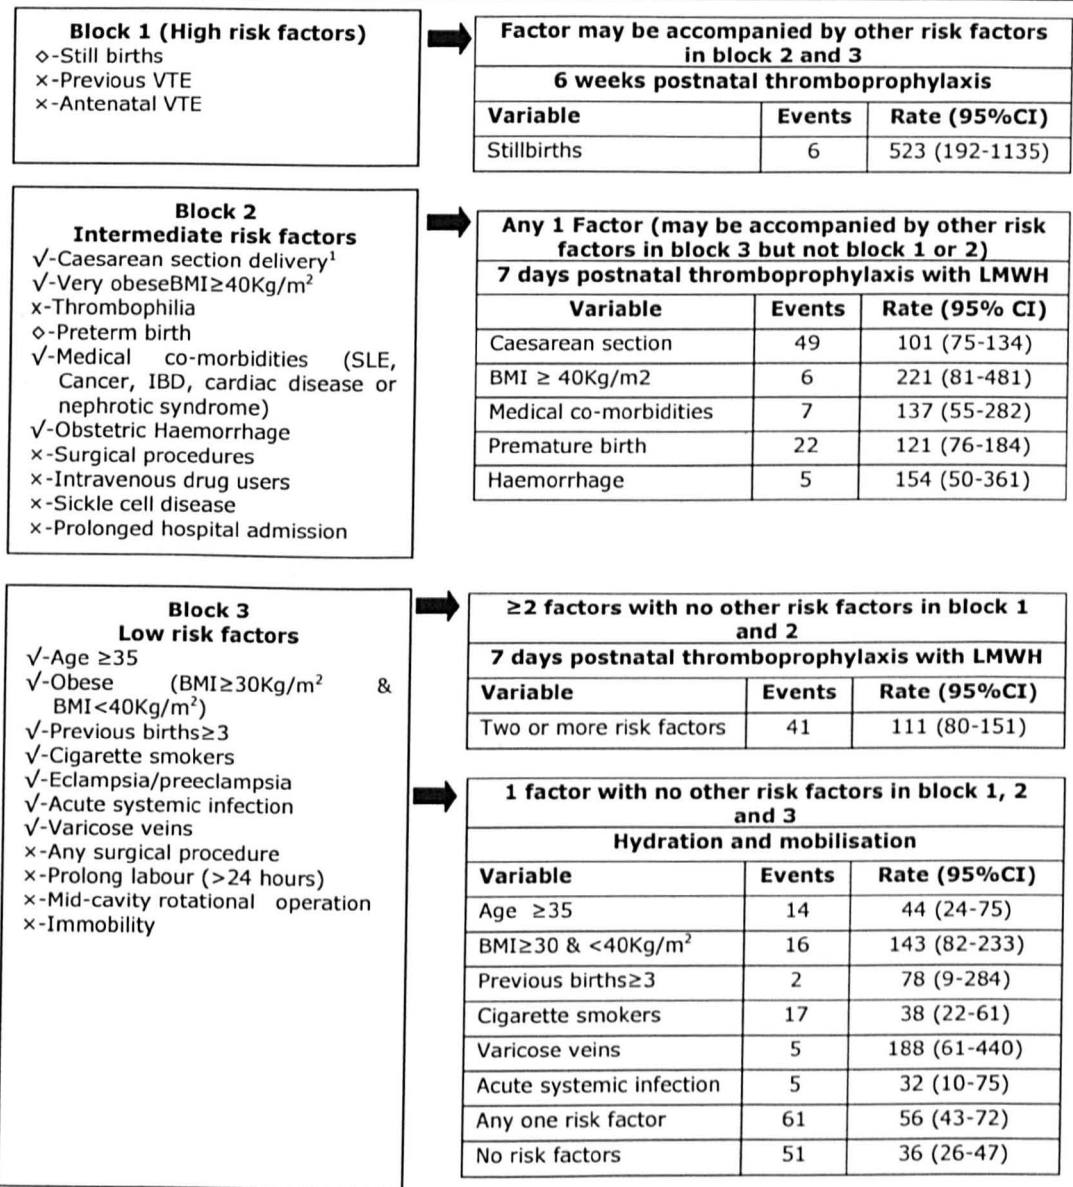 Block 1 (High risk factors)
◇-Still births
×-Previous VTE
×-Antenatal VTE
Factor may be accompanied by other risk factors
in block 2 and 3
6 weeks postnatal thromboprophylaxis
Variable Events Rate (95%CI)
Stillbirths 6 523 (192-1135)
Block 2
Intermediate risk factors
√-Caesarean section delivery¹
√-Very obeseBMI≥40Kg/m²
x-Thrombophilia
◇-Preterm birth
√-Medical co-morbidities (SLE,
Cancer, IBD, cardiac disease or
nephrotic syndrome)
√-Obstetric Haemorrhage
×-Surgical procedures
×-Intravenous drug users
×-Sickle cell disease
×-Prolonged hospital admission
Any 1 Factor (may be accompanied by other risk
factors in block 3 but not block 1 or 2)
7 days postnatal thromboprophylaxis with LMWH
Variable Events Rate (95% CI)
Caesarean section 49 101 (75-134)
BMI ≥ 40Kg/m2 6 221 (81-481)
Medical co-morbidities 7 137 (55-282)
Premature birth 22 121 (76-184)
Haemorrhage 5 154 (50-361)
Block 3
Low risk factors
√-Age ≥35
√-Obese (BMI≥30Kg/m² &
BMI<40Kg/m²)
√-Previous births≥3
√-Cigarette smokers
√-Eclampsia/preeclampsia
√-Acute systemic infection
√-Varicose veins
×-Any surgical procedure
×-Prolong labour (>24 hours)
×-Mid-cavity rotational operation
×-Immobility
≥2 factors with no other risk factors in block 1
and 2
7 days postnatal thromboprophylaxis with LMWH
Variable Events Rate (95%CI)
Two or more risk factors 41 111 (80-151)
1 factor with no other risk factors in block 1, 2
and 3
Hydration and mobilisation
Variable Events Rate (95%CI)
Age ≥35 14 44 (24-75)
BMI≥30 & <40Kg/m² 16 143 (82-233)
Previous births≥3 2 78 (9-284)
Cigarette smokers 17 38 (22-61)
Varicose veins 5 188 (61-440)
Acute systemic infection 5 32 (10-75)
Any one risk factor 61 56 (43-72)
No risk factors 51 36 (26-47)